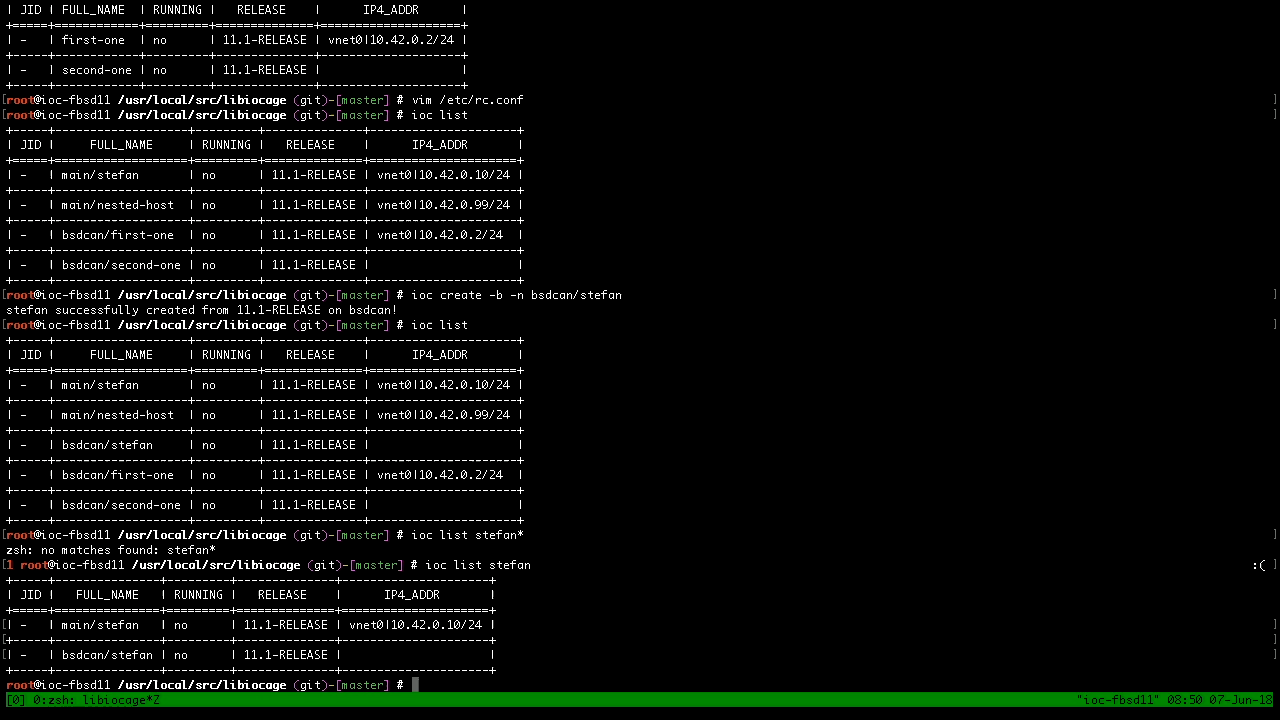 | JID | FULL_NAME  | RUNNING |   RELEASE    |      IP4_ADDR      |
+=====+============+=========+==============+====================+
| -   | first-one  | no      | 11.1-RELEASE | vnet0|10.42.0.2/24 |
+-----+------------+---------+--------------+--------------------+
| -   | second-one | no      | 11.1-RELEASE |                    |
+-----+------------+---------+--------------+--------------------+
[root@ioc-fbsd11 /usr/local/src/libiocage (git)-[master] # vim /etc/rc.conf ]
[root@ioc-fbsd11 /usr/local/src/libiocage (git)-[master] # ioc list ]
+-----+-------------------+---------+--------------+---------------------+
| JID |     FULL_NAME     | RUNNING |   RELEASE    |      IP4_ADDR       |
+=====+===================+=========+==============+=====================+
| -   | main/stefan       | no      | 11.1-RELEASE | vnet0|10.42.0.10/24 |
+-----+-------------------+---------+--------------+---------------------+
| -   | main/nested-host  | no      | 11.1-RELEASE | vnet0|10.42.0.99/24 |
+-----+-------------------+---------+--------------+---------------------+
| -   | bsdcan/first-one  | no      | 11.1-RELEASE | vnet0|10.42.0.2/24  |
+-----+-------------------+---------+--------------+---------------------+
| -   | bsdcan/second-one | no      | 11.1-RELEASE |                     |
+-----+-------------------+---------+--------------+---------------------+
[root@ioc-fbsd11 /usr/local/src/libiocage (git)-[master] # ioc create -b -n bsdcan/stefan ]
stefan successfully created from 11.1-RELEASE on bsdcan!
[root@ioc-fbsd11 /usr/local/src/libiocage (git)-[master] # ioc list ]
+-----+-------------------+---------+--------------+---------------------+
| JID |     FULL_NAME     | RUNNING |   RELEASE    |      IP4_ADDR       |
+=====+===================+=========+==============+=====================+
| -   | main/stefan       | no      | 11.1-RELEASE | vnet0|10.42.0.10/24 |
+-----+-------------------+---------+--------------+---------------------+
| -   | main/nested-host  | no      | 11.1-RELEASE | vnet0|10.42.0.99/24 |
+-----+-------------------+---------+--------------+---------------------+
| -   | bsdcan/stefan     | no      | 11.1-RELEASE |                     |
+-----+-------------------+---------+--------------+---------------------+
| -   | bsdcan/first-one  | no      | 11.1-RELEASE | vnet0|10.42.0.2/24  |
+-----+-------------------+---------+--------------+---------------------+
| -   | bsdcan/second-one | no      | 11.1-RELEASE |                     |
+-----+-------------------+---------+--------------+---------------------+
[root@ioc-fbsd11 /usr/local/src/libiocage (git)-[master] # ioc list stefan* ]
zsh: no matches found: stefan*
[1 root@ioc-fbsd11 /usr/local/src/libiocage (git)-[master] # ioc list stefan :( ]
+-----+---------------+---------+--------------+---------------------+
| JID |   FULL_NAME   | RUNNING |   RELEASE    |      IP4_ADDR       |
+=====+===============+=========+==============+=====================+
[| -   | main/stefan   | no      | 11.1-RELEASE | vnet0|10.42.0.10/24 | ]
[+-----+---------------+---------+--------------+---------------------+ ]
[| -   | bsdcan/stefan | no      | 11.1-RELEASE |                     | ]
+-----+---------------+---------+--------------+---------------------+
root@ioc-fbsd11 /usr/local/src/libiocage (git)-[master] #
[0] 0:zsh: libiocage*Z "ioc-fbsd11" 08:50 07-Jun-18